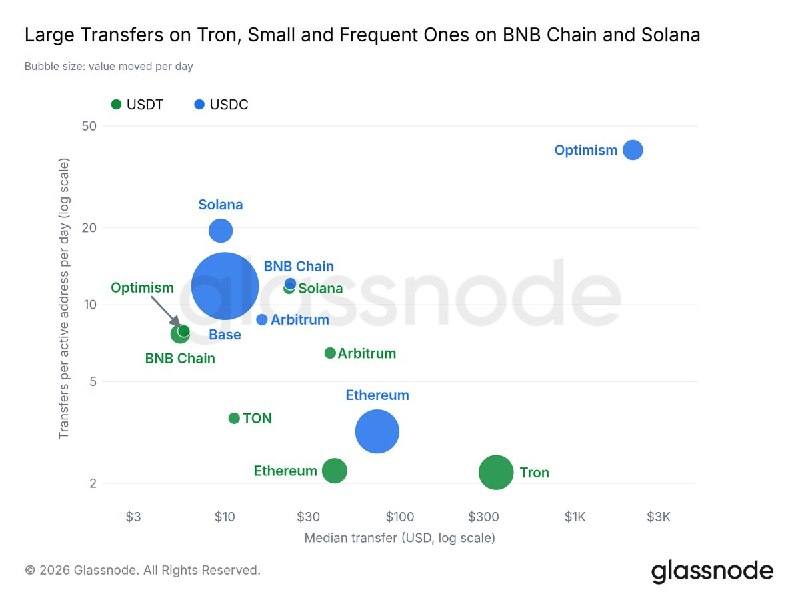 Large Transfers on Tron, Small and Frequent Ones on BNB Chain and Solana
Bubble size: value moved per day
USDT USDC
Transfers per active address per day (log scale)
50
20
10
5
2
Optimism
Solana
BNB Chain
Solana
Optimism
Arbitrum
Base
BNB Chain
Arbitrum
Ethereum
TON
Ethereum
Tron
glassnode
$3 $10 $30 $100 $300 $1K $3K
Median transfer (USD, log scale)
© 2026 Glassnode. All Rights Reserved.
glassnode